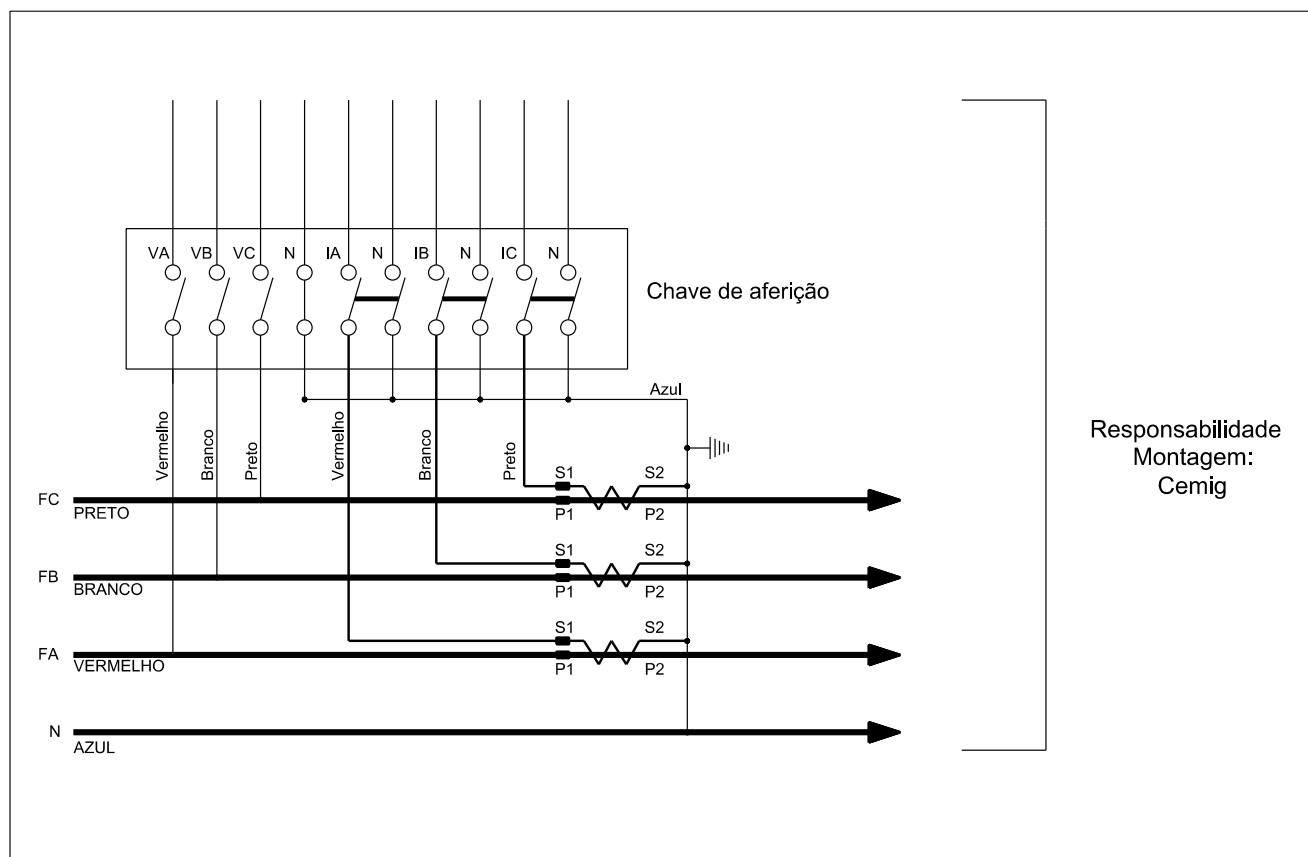 VA VB VC N IA N IB N IC N
Chave de aferição
Azul
Vermelho
Branco
Preto
Vermelho
Branco
Preto
Responsabilidade
Montagem:
Cemig
S1 S2
FC
PRETO
P1 P2
S1 S2
FB
BRANCO
P1 P2
S1 S2
FA
VERMELHO
P1 P2
N
AZUL